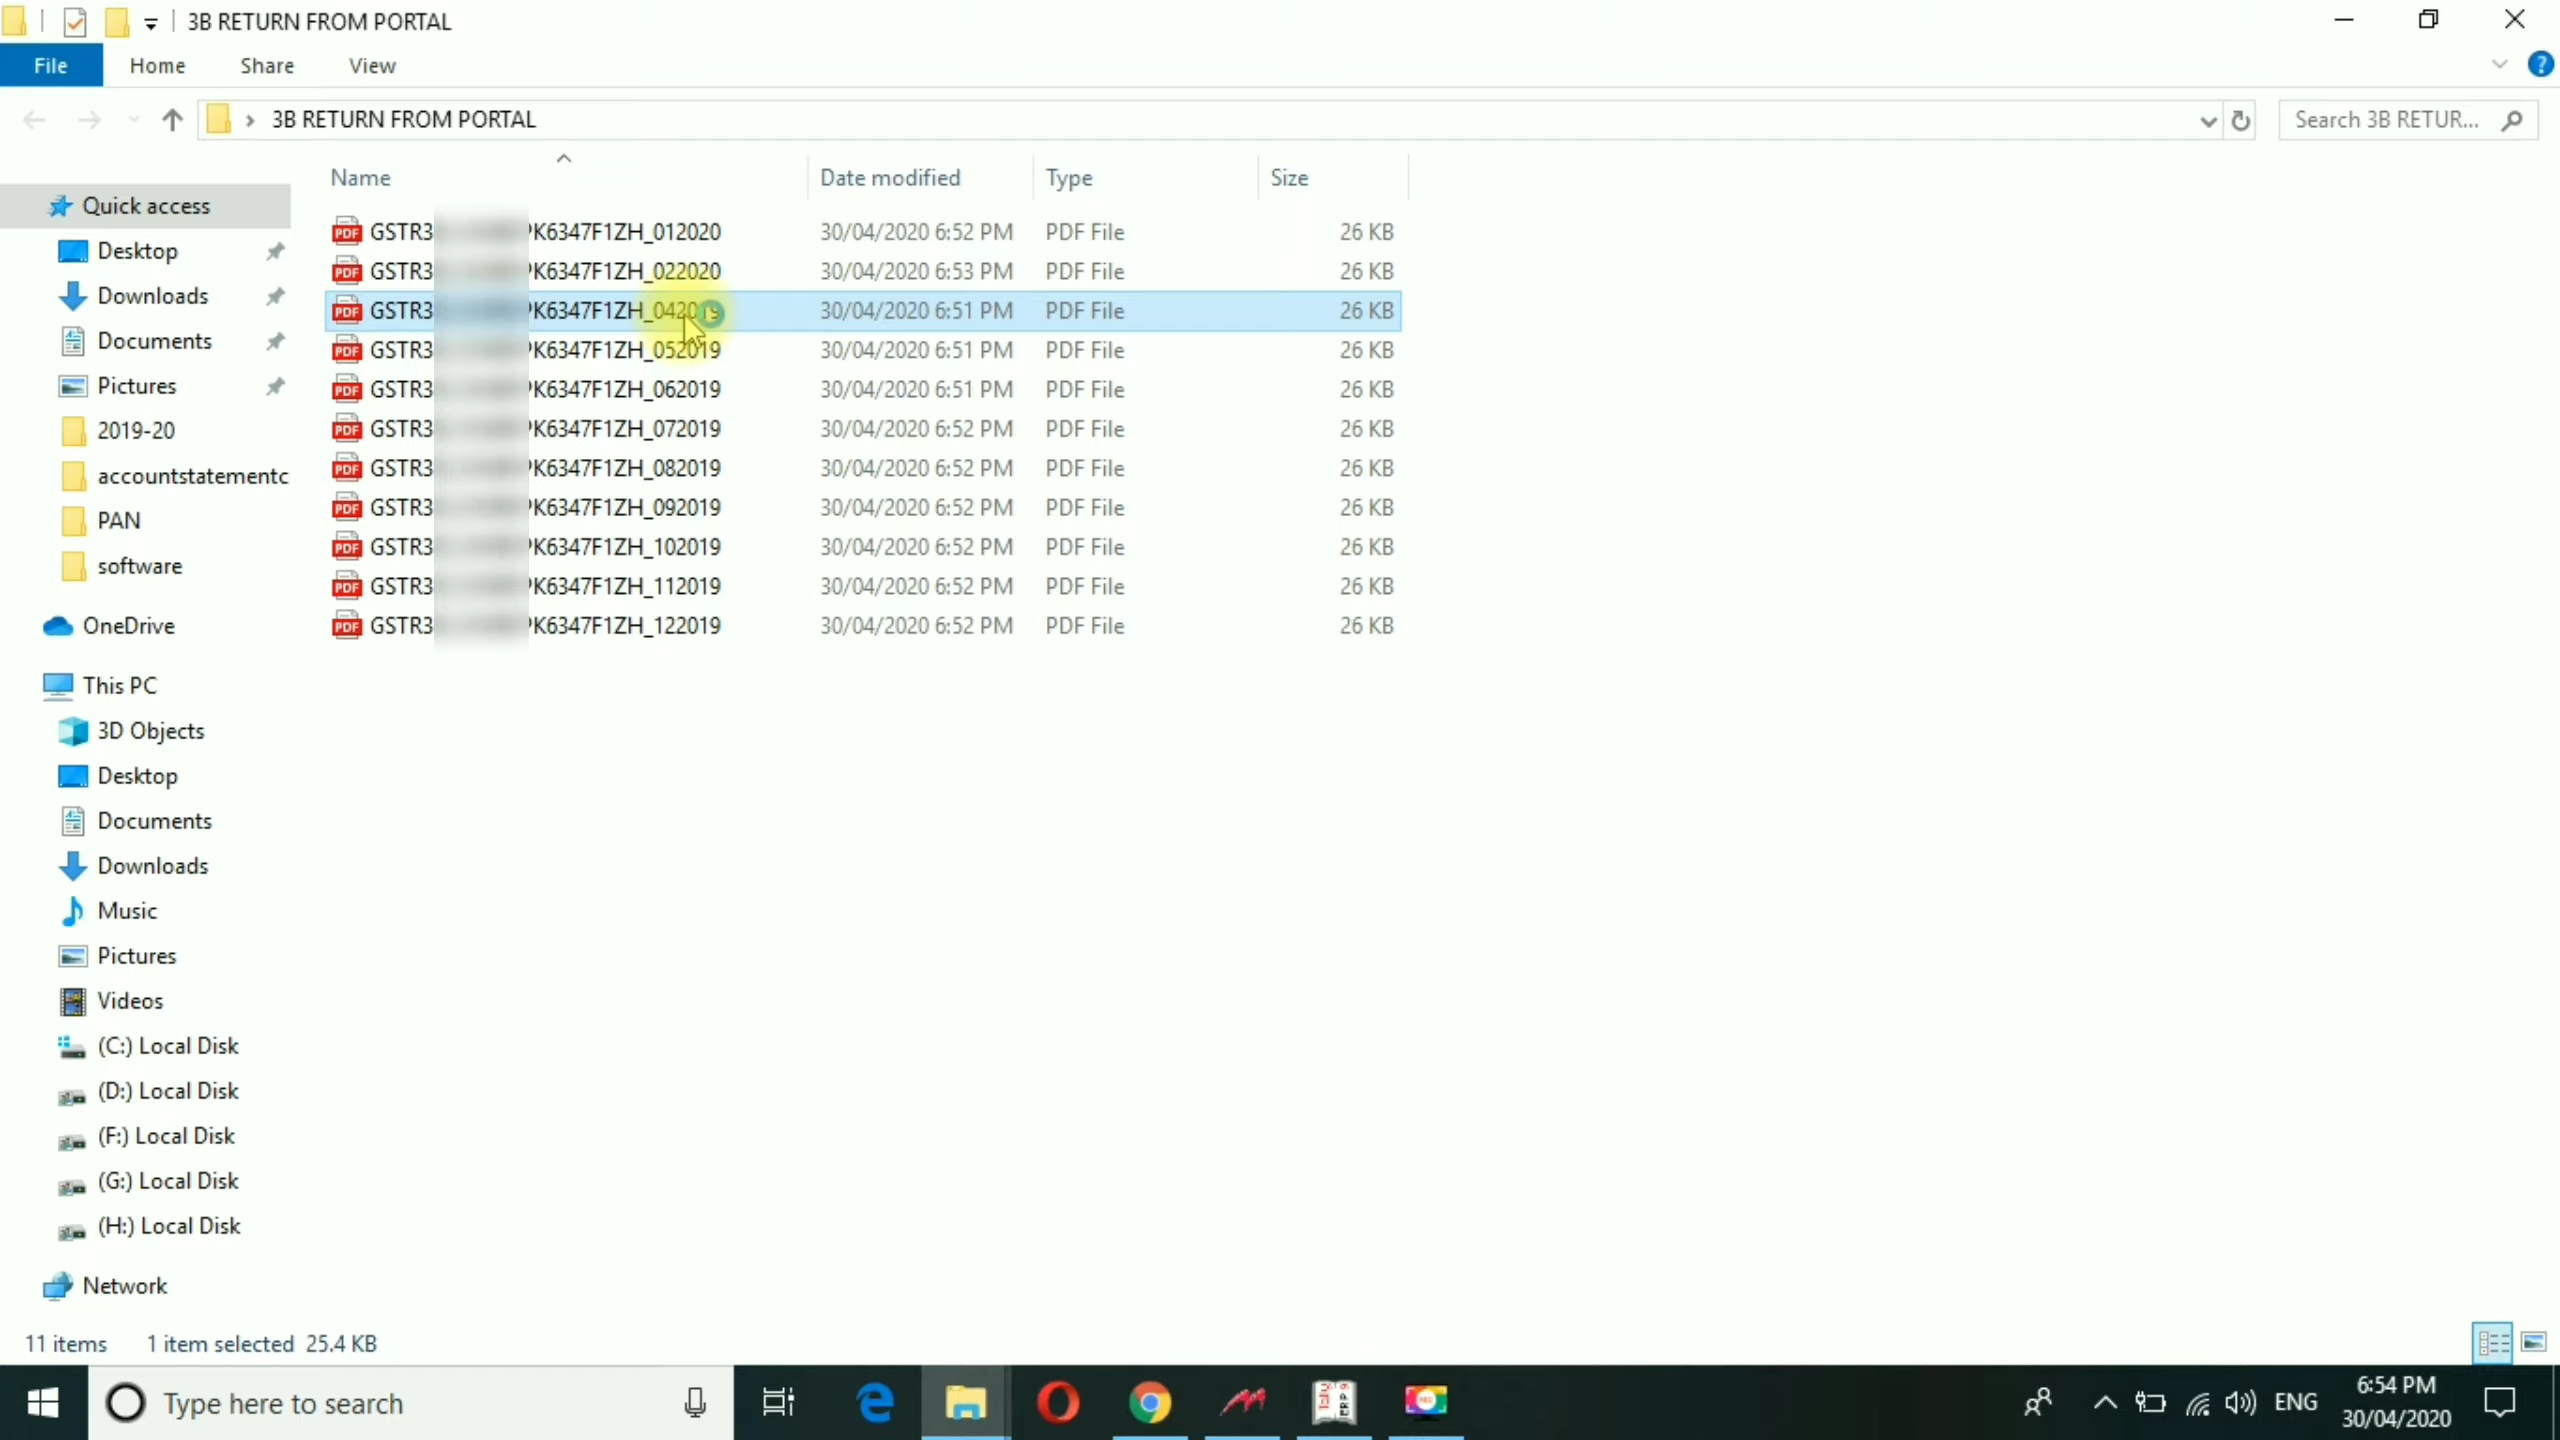 3B RETURN FROM PORTAL
File Home Share View
3B RETURN FROM PORTAL
Search 3B RETUR...
Name Date modified Type Size
Quick access
Desktop
Downloads
Documents
Pictures
2019-20
accountstatementc
PAN
software
OneDrive
This PC
3D Objects
Desktop
Documents
Downloads
Music
Pictures
Videos
(C:) Local Disk
(D:) Local Disk
(F:) Local Disk
(G:) Local Disk
(H:) Local Disk
Network
GSTR3 K6347F1ZH_012020 30/04/2020 6:52 PM PDF File 26 KB
GSTR3 K6347F1ZH_022020 30/04/2020 6:53 PM PDF File 26 KB
GSTR3 K6347F1ZH_042019 30/04/2020 6:51 PM PDF File 26 KB
GSTR3 K6347F1ZH_052019 30/04/2020 6:51 PM PDF File 26 KB
GSTR3 K6347F1ZH_062019 30/04/2020 6:51 PM PDF File 26 KB
GSTR3 K6347F1ZH_072019 30/04/2020 6:52 PM PDF File 26 KB
GSTR3 K6347F1ZH_082019 30/04/2020 6:52 PM PDF File 26 KB
GSTR3 K6347F1ZH_092019 30/04/2020 6:52 PM PDF File 26 KB
GSTR3 K6347F1ZH_102019 30/04/2020 6:52 PM PDF File 26 KB
GSTR3 K6347F1ZH_112019 30/04/2020 6:52 PM PDF File 26 KB
GSTR3 K6347F1ZH_122019 30/04/2020 6:52 PM PDF File 26 KB
11 items 1 item selected 25.4 KB
Type here to search
Tally ERP 9
ENG
6:54 PM
30/04/2020